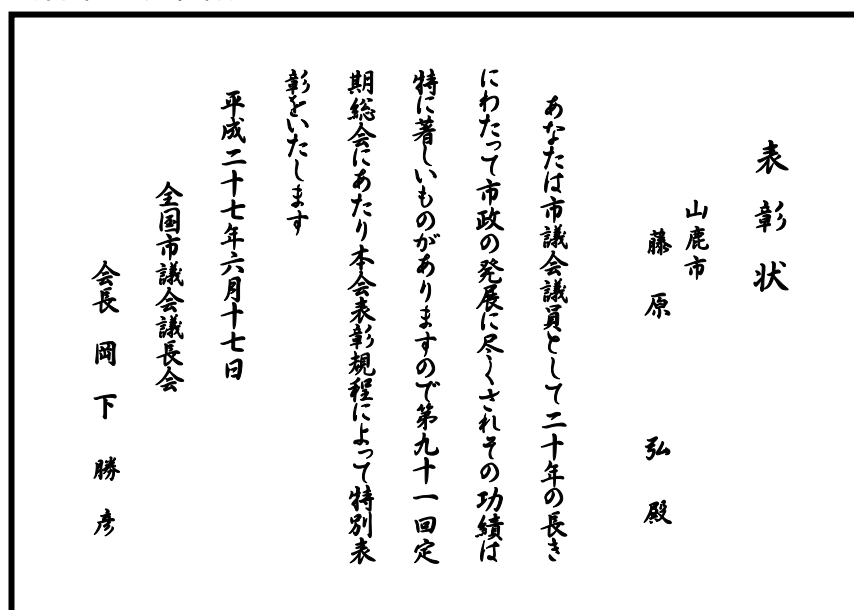 表彰状
山鹿市
藤原 弘殿
あなたは市議会議員として二十年の長き
にわたって市政の発展に尽くされその功績は
特に著しいものがありますので第九十一回定
期総会にあたり本会表彰規程によって特別表
彰をいたします
平成二十七年六月十七日
全国市議会議長会
会長 岡下勝彦